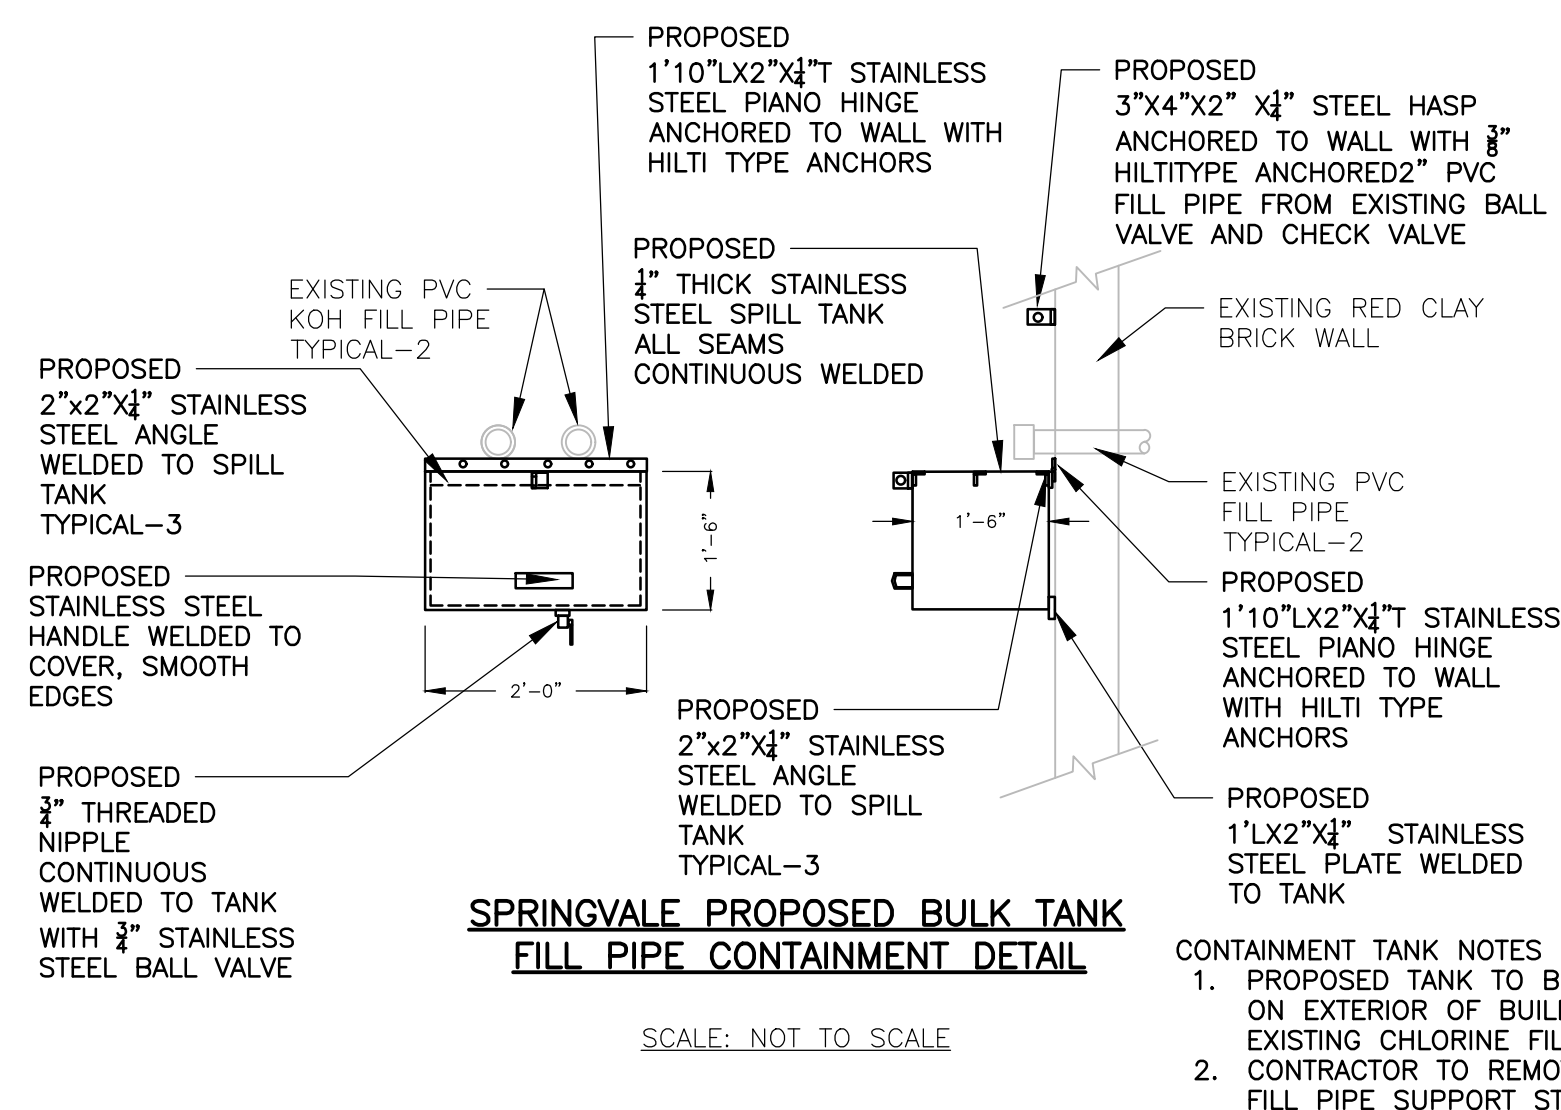 PROPOSED
1'10"LX2"X1/4"T STAINLESS
STEEL PIANO HINGE
ANCHORED TO WALL WITH
HILTI TYPE ANCHORS
PROPOSED
3"X4"X2" X1/4" STEEL HASP
ANCHORED TO WALL WITH 3/8"
HILTITYPE ANCHORED2" PVC
FILL PIPE FROM EXISTING BALL
VALVE AND CHECK VALVE
PROPOSED
1/4" THICK STAINLESS
STEEL SPILL TANK
ALL SEAMS
CONTINUOUS WELDED
EXISTING PVC
KOH FILL PIPE
TYPICAL-2
EXISTING RED CLAY
BRICK WALL
PROPOSED
2"x2"X1/4" STAINLESS
STEEL ANGLE
WELDED TO SPILL
TANK
TYPICAL-3
EXISTING PVC
FILL PIPE
TYPICAL-2
1'-6"
1'-6"
PROPOSED
STAINLESS STEEL
HANDLE WELDED TO
COVER, SMOOTH
EDGES
PROPOSED
1'10"LX2"X1/4"T STAINLESS
STEEL PIANO HINGE
ANCHORED TO WALL
WITH HILTI TYPE
ANCHORS
2'-0"
PROPOSED
2"x2"X1/4" STAINLESS
STEEL ANGLE
WELDED TO SPILL
TANK
TYPICAL-3
PROPOSED
3/4" THREADED
NIPPLE
CONTINUOUS
WELDED TO TANK
WITH 3/4" STAINLESS
STEEL BALL VALVE
PROPOSED
1'LX2"X1/4" STAINLESS
STEEL PLATE WELDED
TO TANK
SPRINGVALE PROPOSED BULK TANK
FILL PIPE CONTAINMENT DETAIL
SCALE: NOT TO SCALE
CONTAINMENT TANK NOTES
1. PROPOSED TANK TO
ON EXTERIOR OF
EXISTING CHLORINE
2. CONTRACTOR TO
FILL PIPE SUPPORT